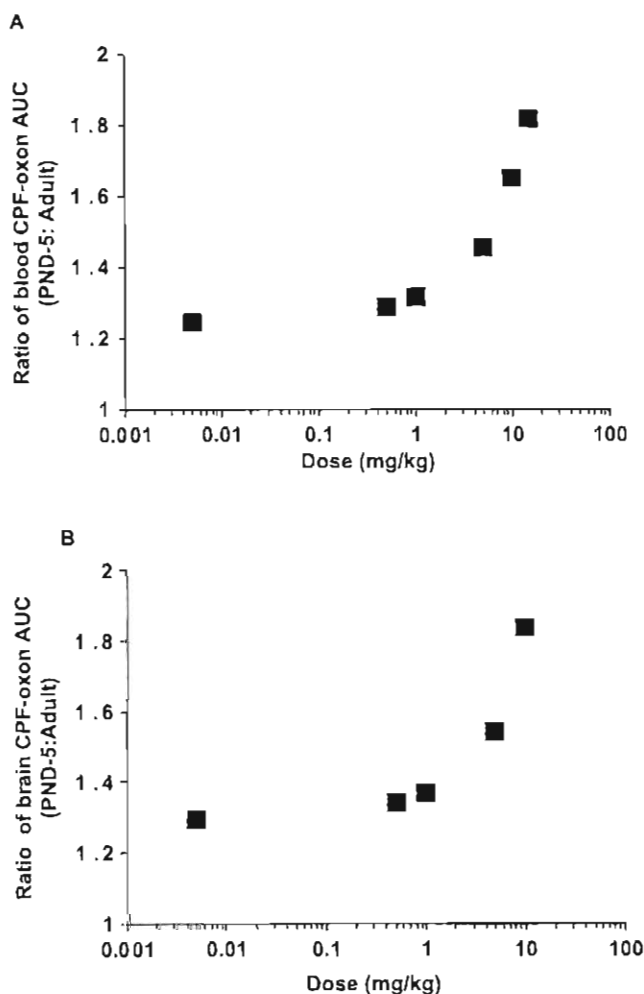 A
Ratio of blood CPF-oxon AUC
(PND-5: Adult)
2
1.8
1.6
1.4
1.2
1
0.001 0.01 0.1 1 10 100
Dose (mg/kg)
B
Ratio of brain CPF-oxon AUC
(PND-5:Adult)
2
1.8
1.6
1.4
1.2
1
0.001 0.01 0.1 1 10 100
Dose (mg/kg)